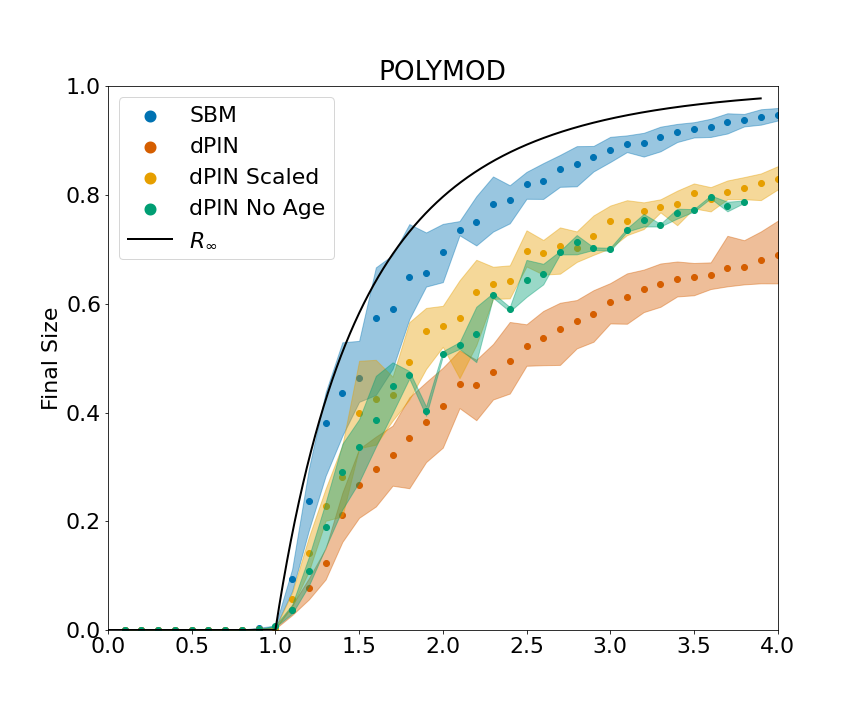 POLYMOD
1.0
0.8
0.6
0.4
0.2
0.0
Final Size
SBM
dPIN
dPIN Scaled
dPIN No Age
R∞
0.0 0.5 1.0 1.5 2.0 2.5 3.0 3.5 4.0